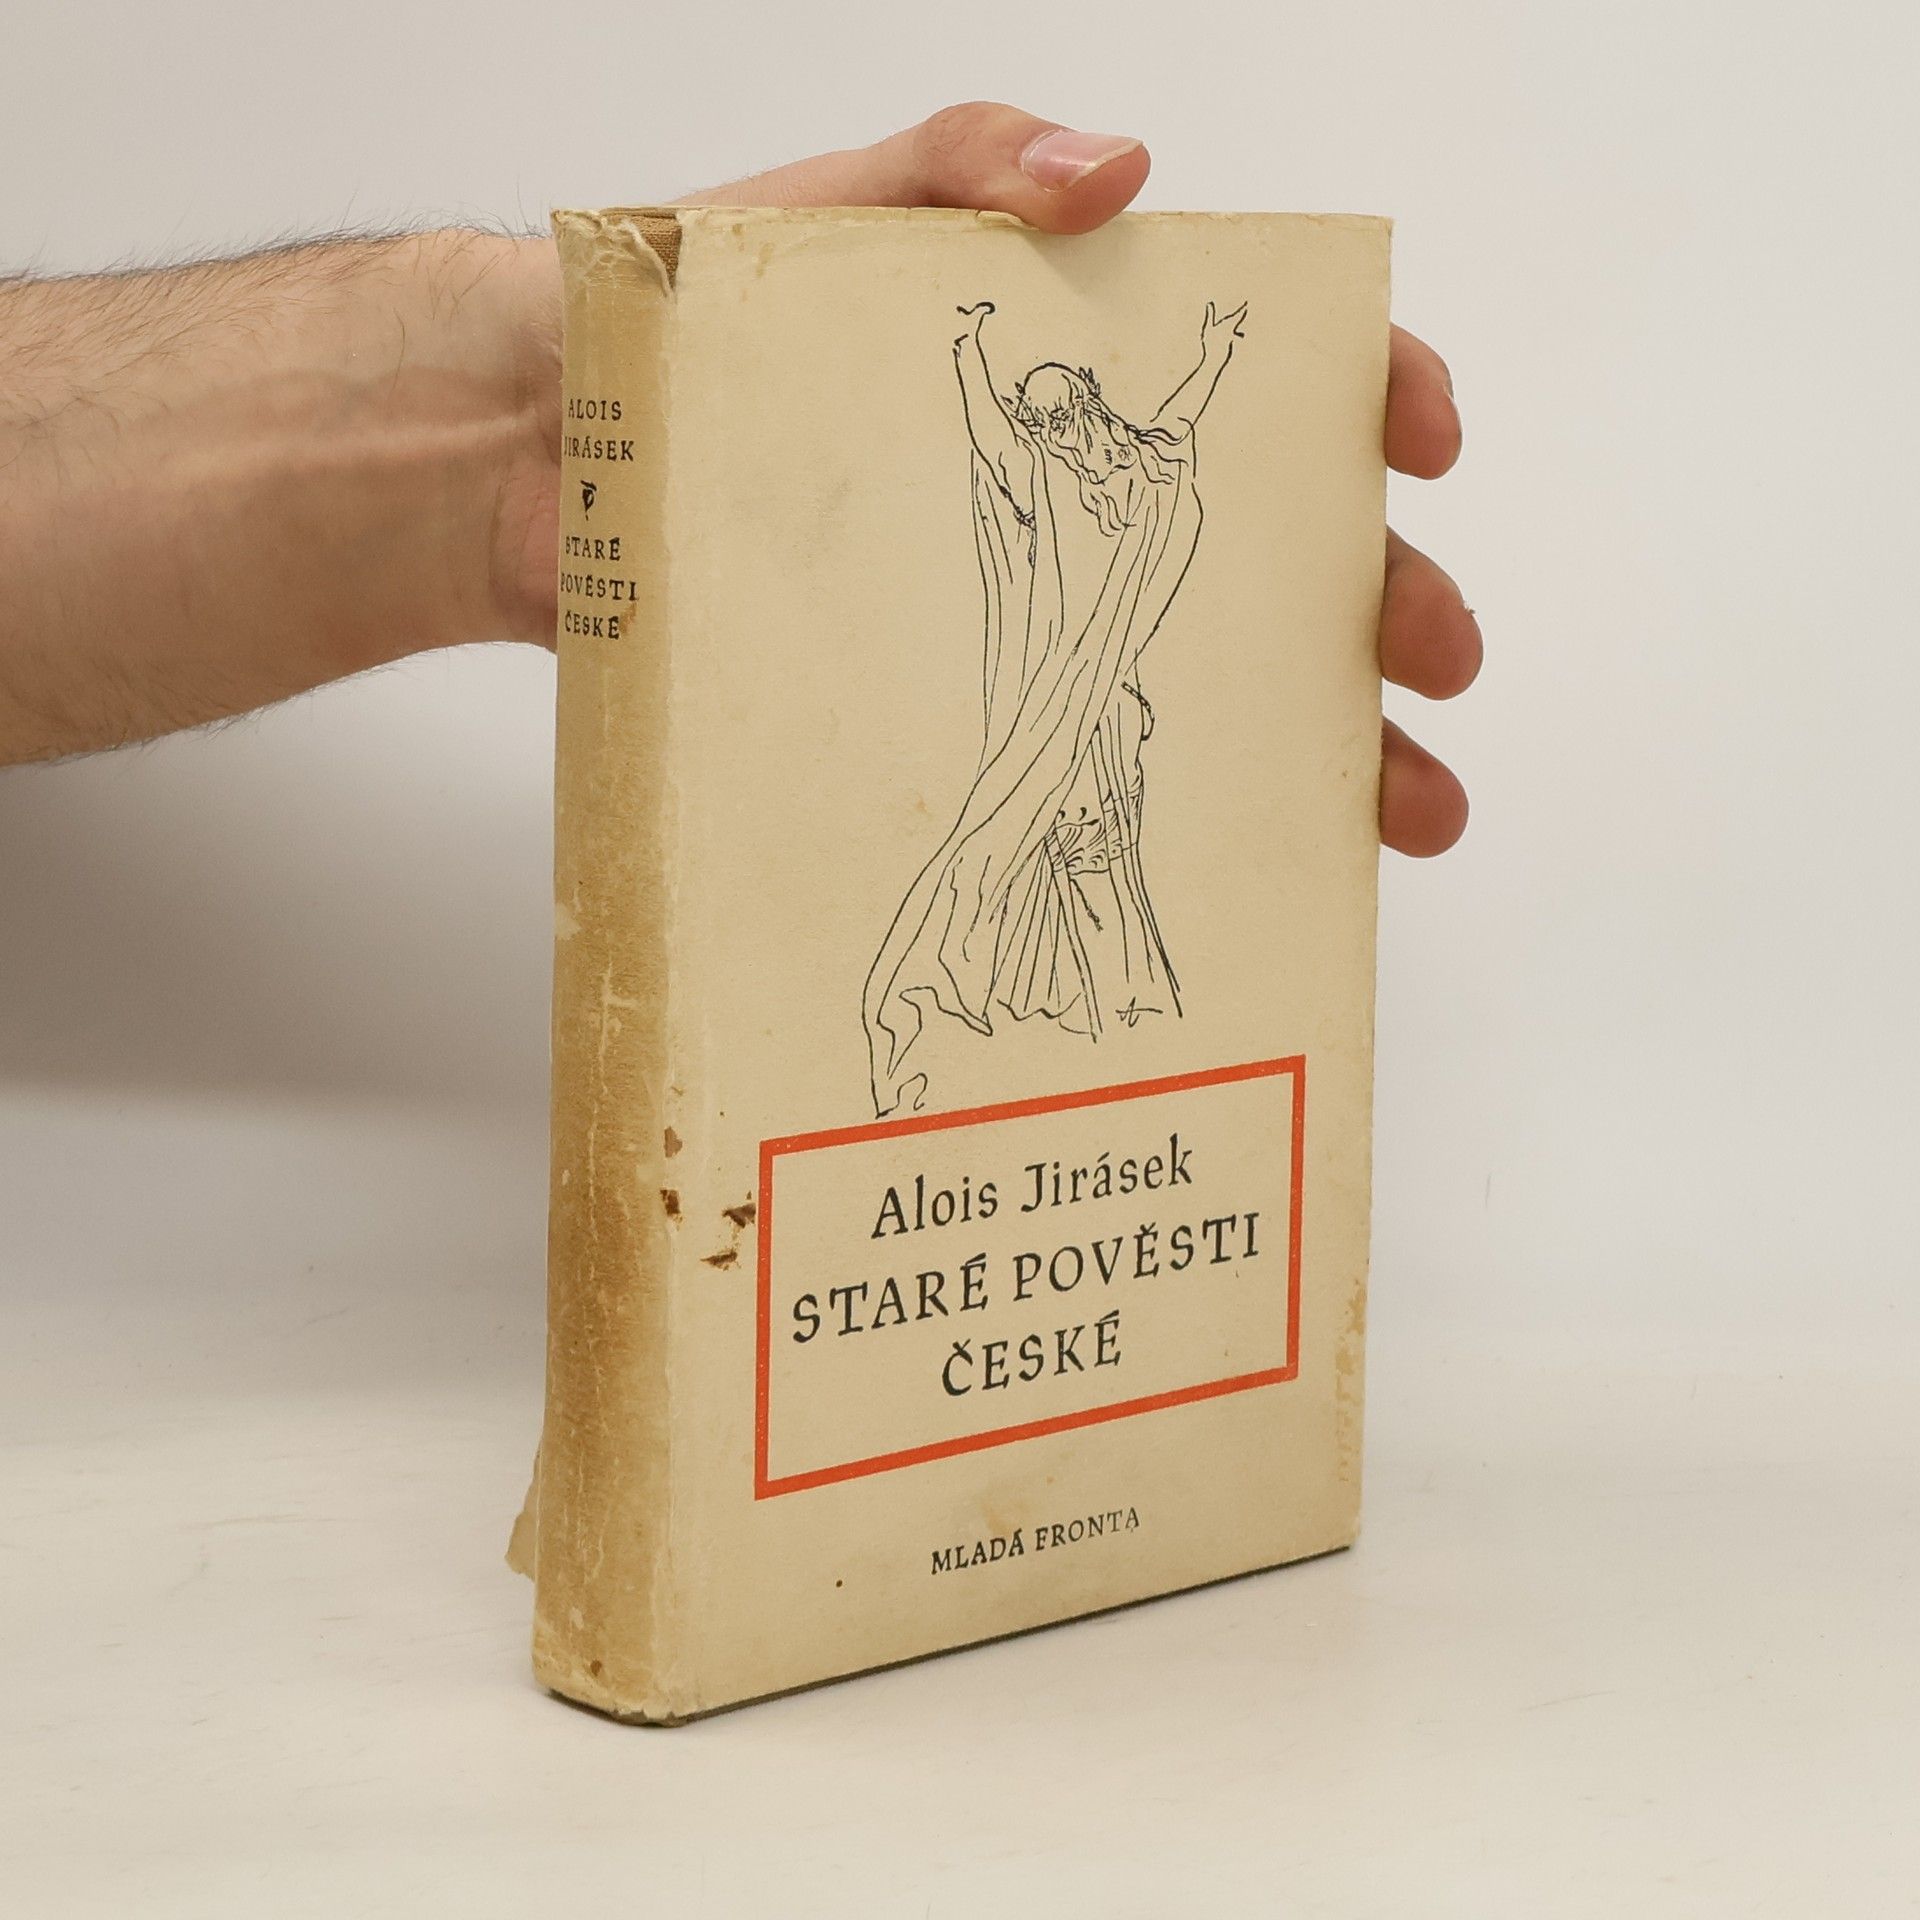 ALOIS
JIRÁSEK
STARÉ
POVĚSTI
ČESKÉ
Alois Jirásek
STARÉ POVĚSTI
ČESKÉ
MLADÁ FRONTA